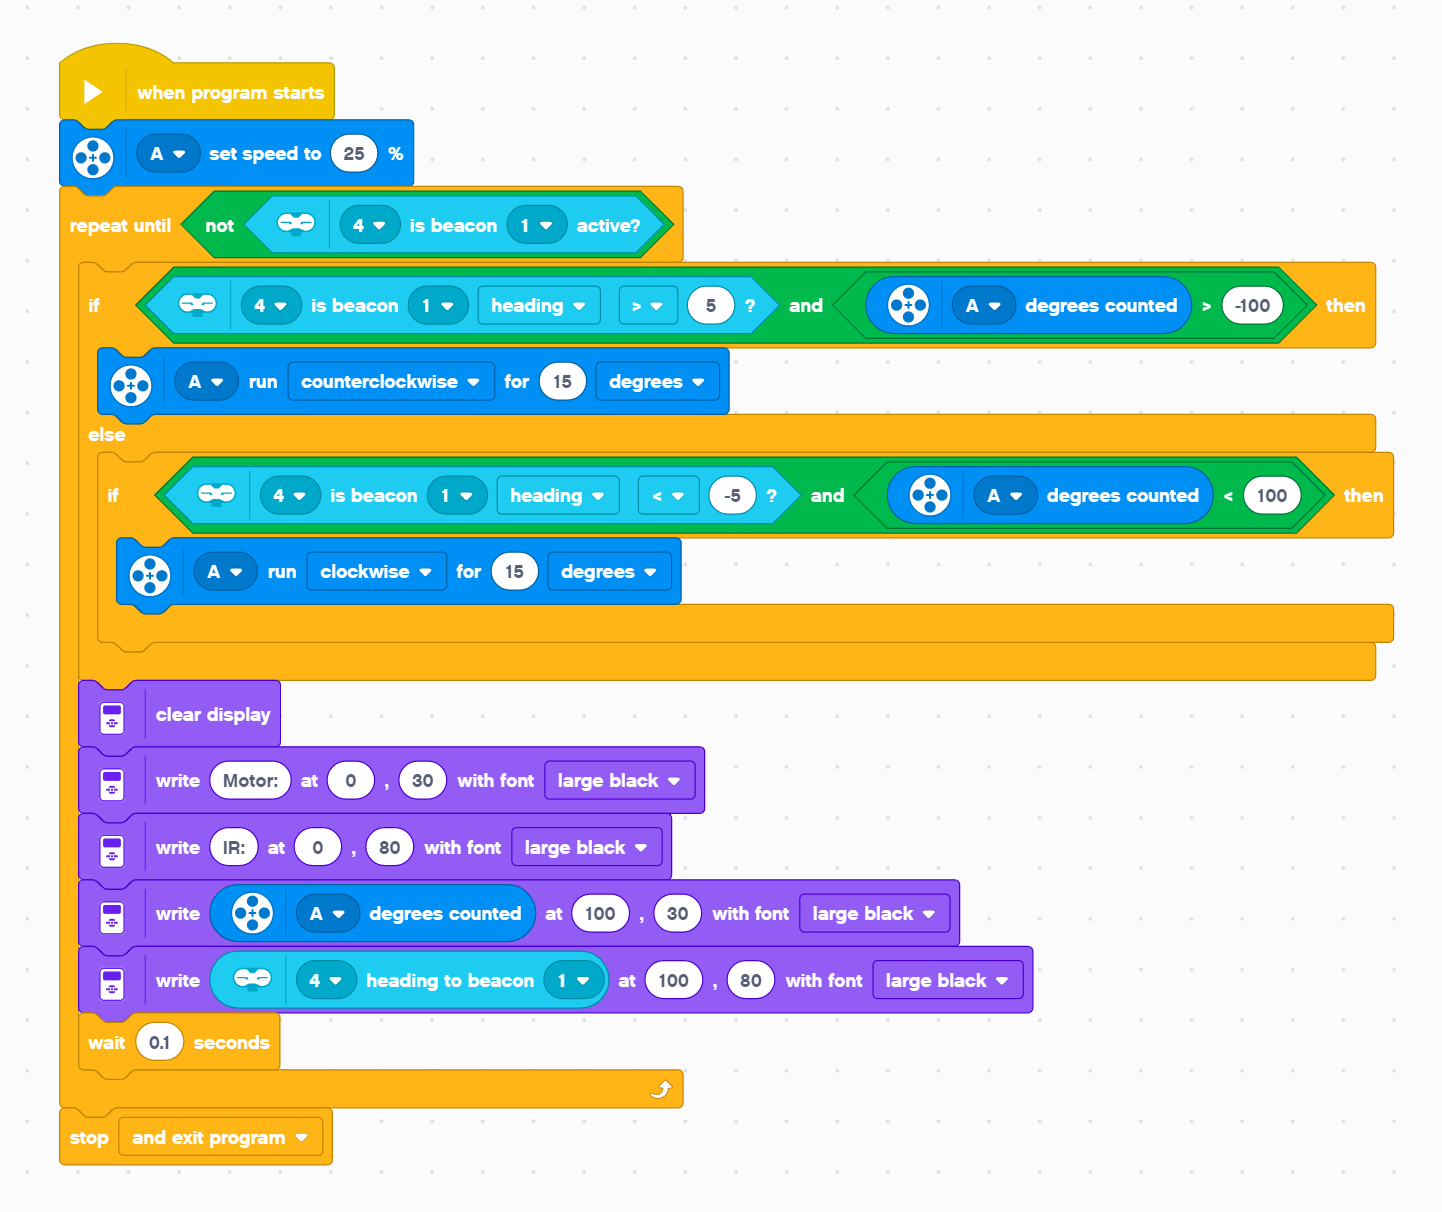 when program starts
A set speed to 25 %
repeat until not 4 is beacon 1 active?
if 4 is beacon 1 heading > 5 ? and A degrees counted > -100 then
A run counterclockwise for 15 degrees
else
if 4 is beacon 1 heading < -5 ? and A degrees counted < 100 then
A run clockwise for 15 degrees
clear display
write Motor: at 0 , 30 with font large black
write IR: at 0 , 80 with font large black
write A degrees counted at 100 , 30 with font large black
write 4 heading to beacon 1 at 100 , 80 with font large black
wait 0.1 seconds
stop and exit program